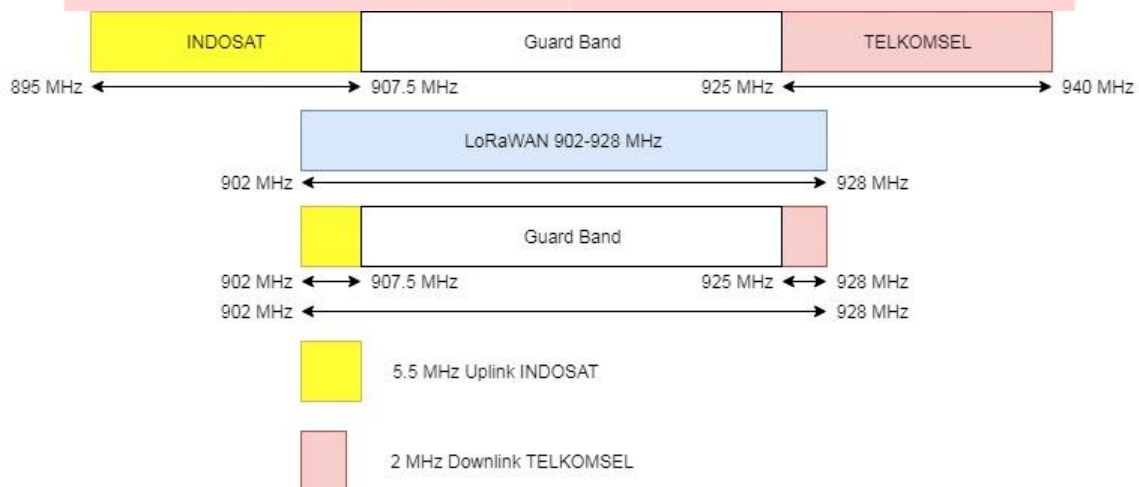 INDOSAT Guard Band TELKOMSEL
895 MHz 907.5 MHz 925 MHz 940 MHz
LoRaWAN 902-928 MHz
902 MHz 928 MHz
Guard Band
902 MHz 907.5 MHz 925 MHz 928 MHz
902 MHz 928 MHz
5.5 MHz Uplink INDOSAT
2 MHz Downlink TELKOMSEL